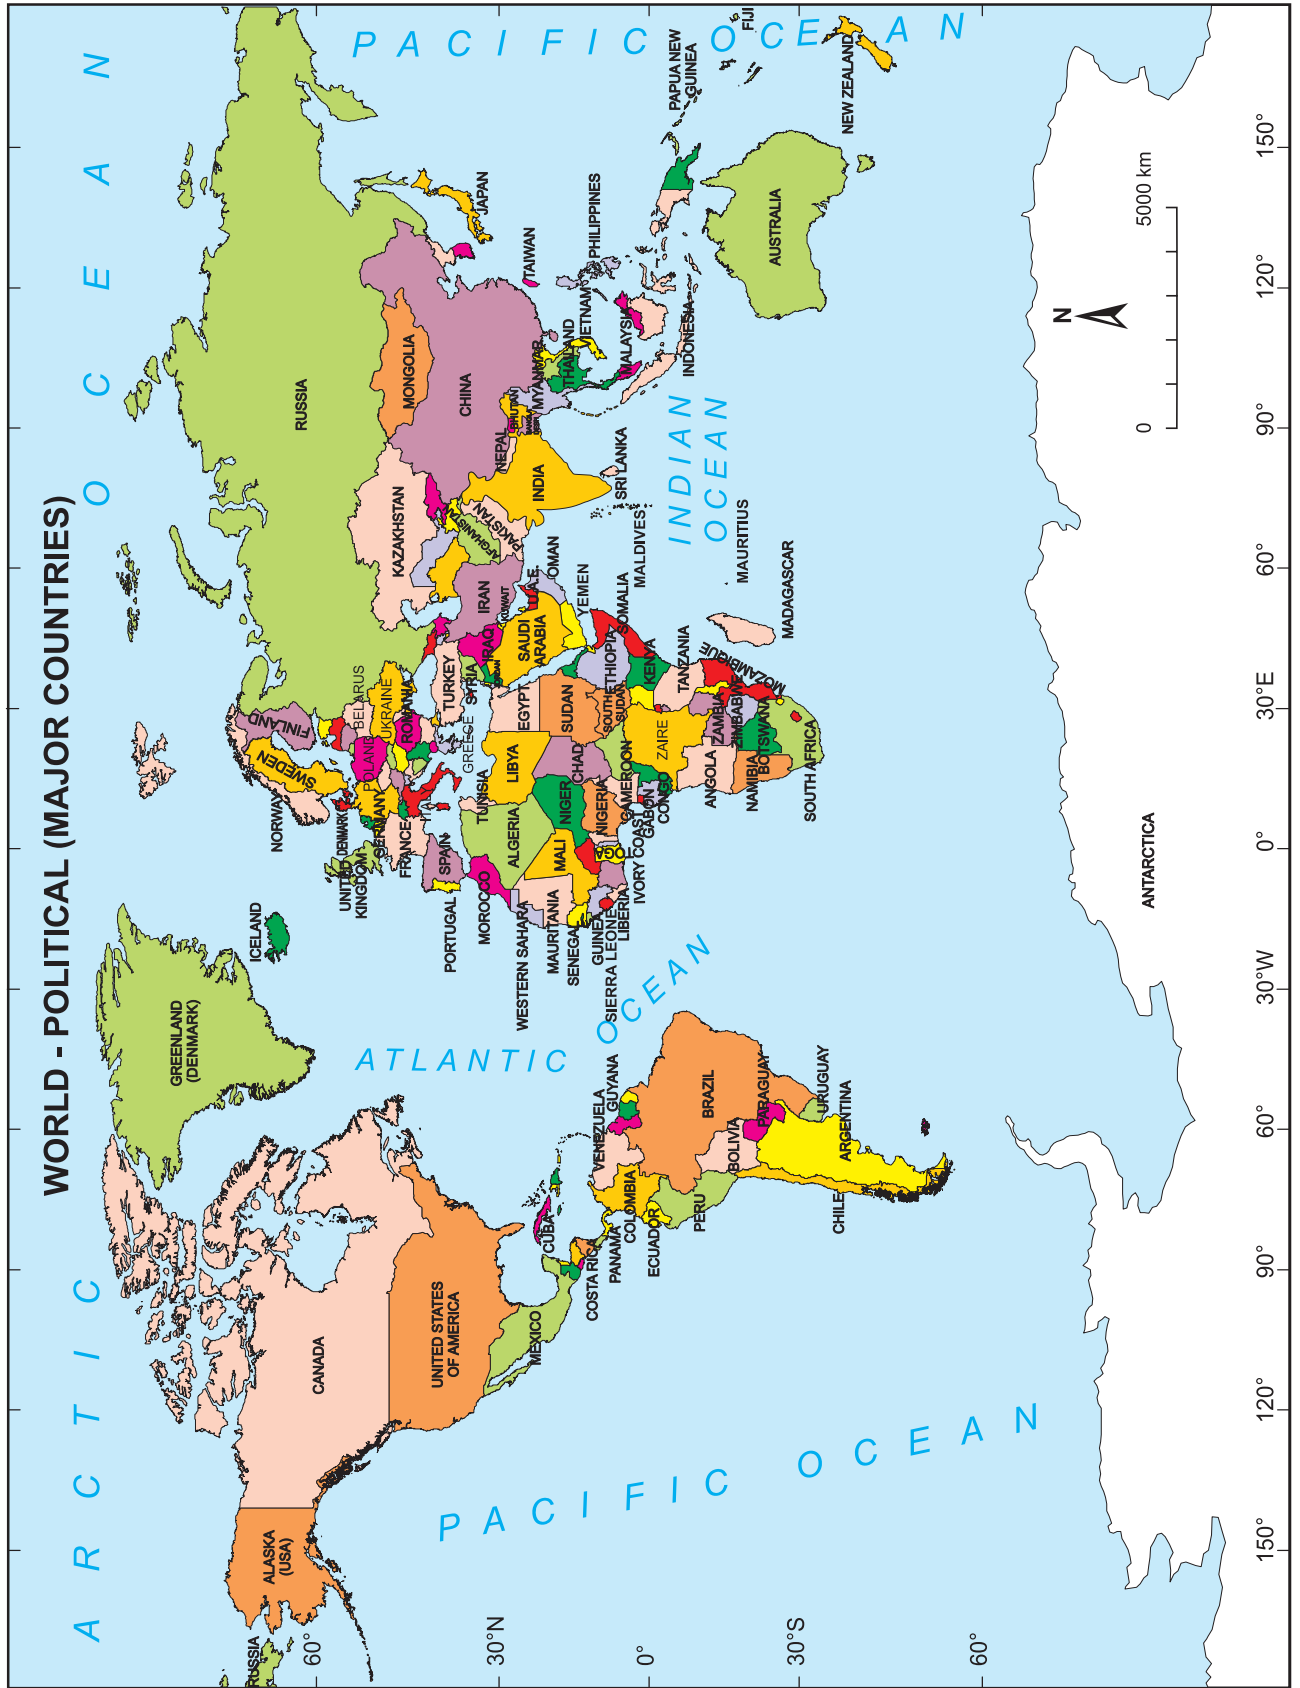 WORLD - POLITICAL (MAJOR COUNTRIES)
ARCTIC OCEAN
RUSSIA
ALASKA
(USA)
CANADA
GREENLAND
(DENMARK)
ICELAND
UNITED STATES
OF AMERICA
MEXICO
CUBA
COSTA RICA
PANAMA
VENEZUELA
GUYANA
COLOMBIA
ECUADOR
PERU
BRAZIL
BOLIVIA
PARAGUAY
URUGUAY
ARGENTINA
CHILE
ATLANTIC
OCEAN
PACIFIC OCEAN
NORWAY
SWEDEN
FINLAND
UNITED
KINGDOM
DENMARK
GERMANY
POLAND
BELARUS
UKRAINE
ROMANIA
FRANCE
SPAIN
PORTUGAL
GREECE
TURKEY
SYRIA
IRAQ
IRAN
KUWAIT
SAUDI
ARABIA
U.A.E.
OMAN
YEMEN
RUSSIA
KAZAKHSTAN
MONGOLIA
CHINA
AFGHANISTAN
PAKISTAN
INDIA
NEPAL
BHUTAN
MYANMAR
THAILAND
VIETNAM
MALAYSIA
INDONESIA
PHILIPPINES
TAIWAN
JAPAN
SRI LANKA
MALDIVES
MAURITIUS
MADAGASCAR
INDIAN
OCEAN
MOROCCO
WESTERN SAHARA
MAURITANIA
SENEGAL
GUINEA
SIERRA LEONE
LIBERIA
IVORY COAST
TOGA
MALI
ALGERIA
TUNISIA
LIBYA
EGYPT
NIGER
NIGERIA
CHAD
SUDAN
SOUTH
SUDAN
ETHIOPIA
SOMALIA
KENYA
CAMEROON
GABON
CONGO
ZAIRE
TANZANIA
ANGOLA
ZAMBIA
ZIMBABWE
MOZAMBIQUE
NAMIBIA
BOTSWANA
SOUTH AFRICA
PACIFIC OCEAN
PAPUA NEW
GUINEA
FIJI
AUSTRALIA
NEW ZEALAND
ANTARCTICA
N
0 5000 km
60°
30°N
0°
30°S
60°
150° 120° 90° 60° 30°W 0° 30°E 60° 90° 120° 150°